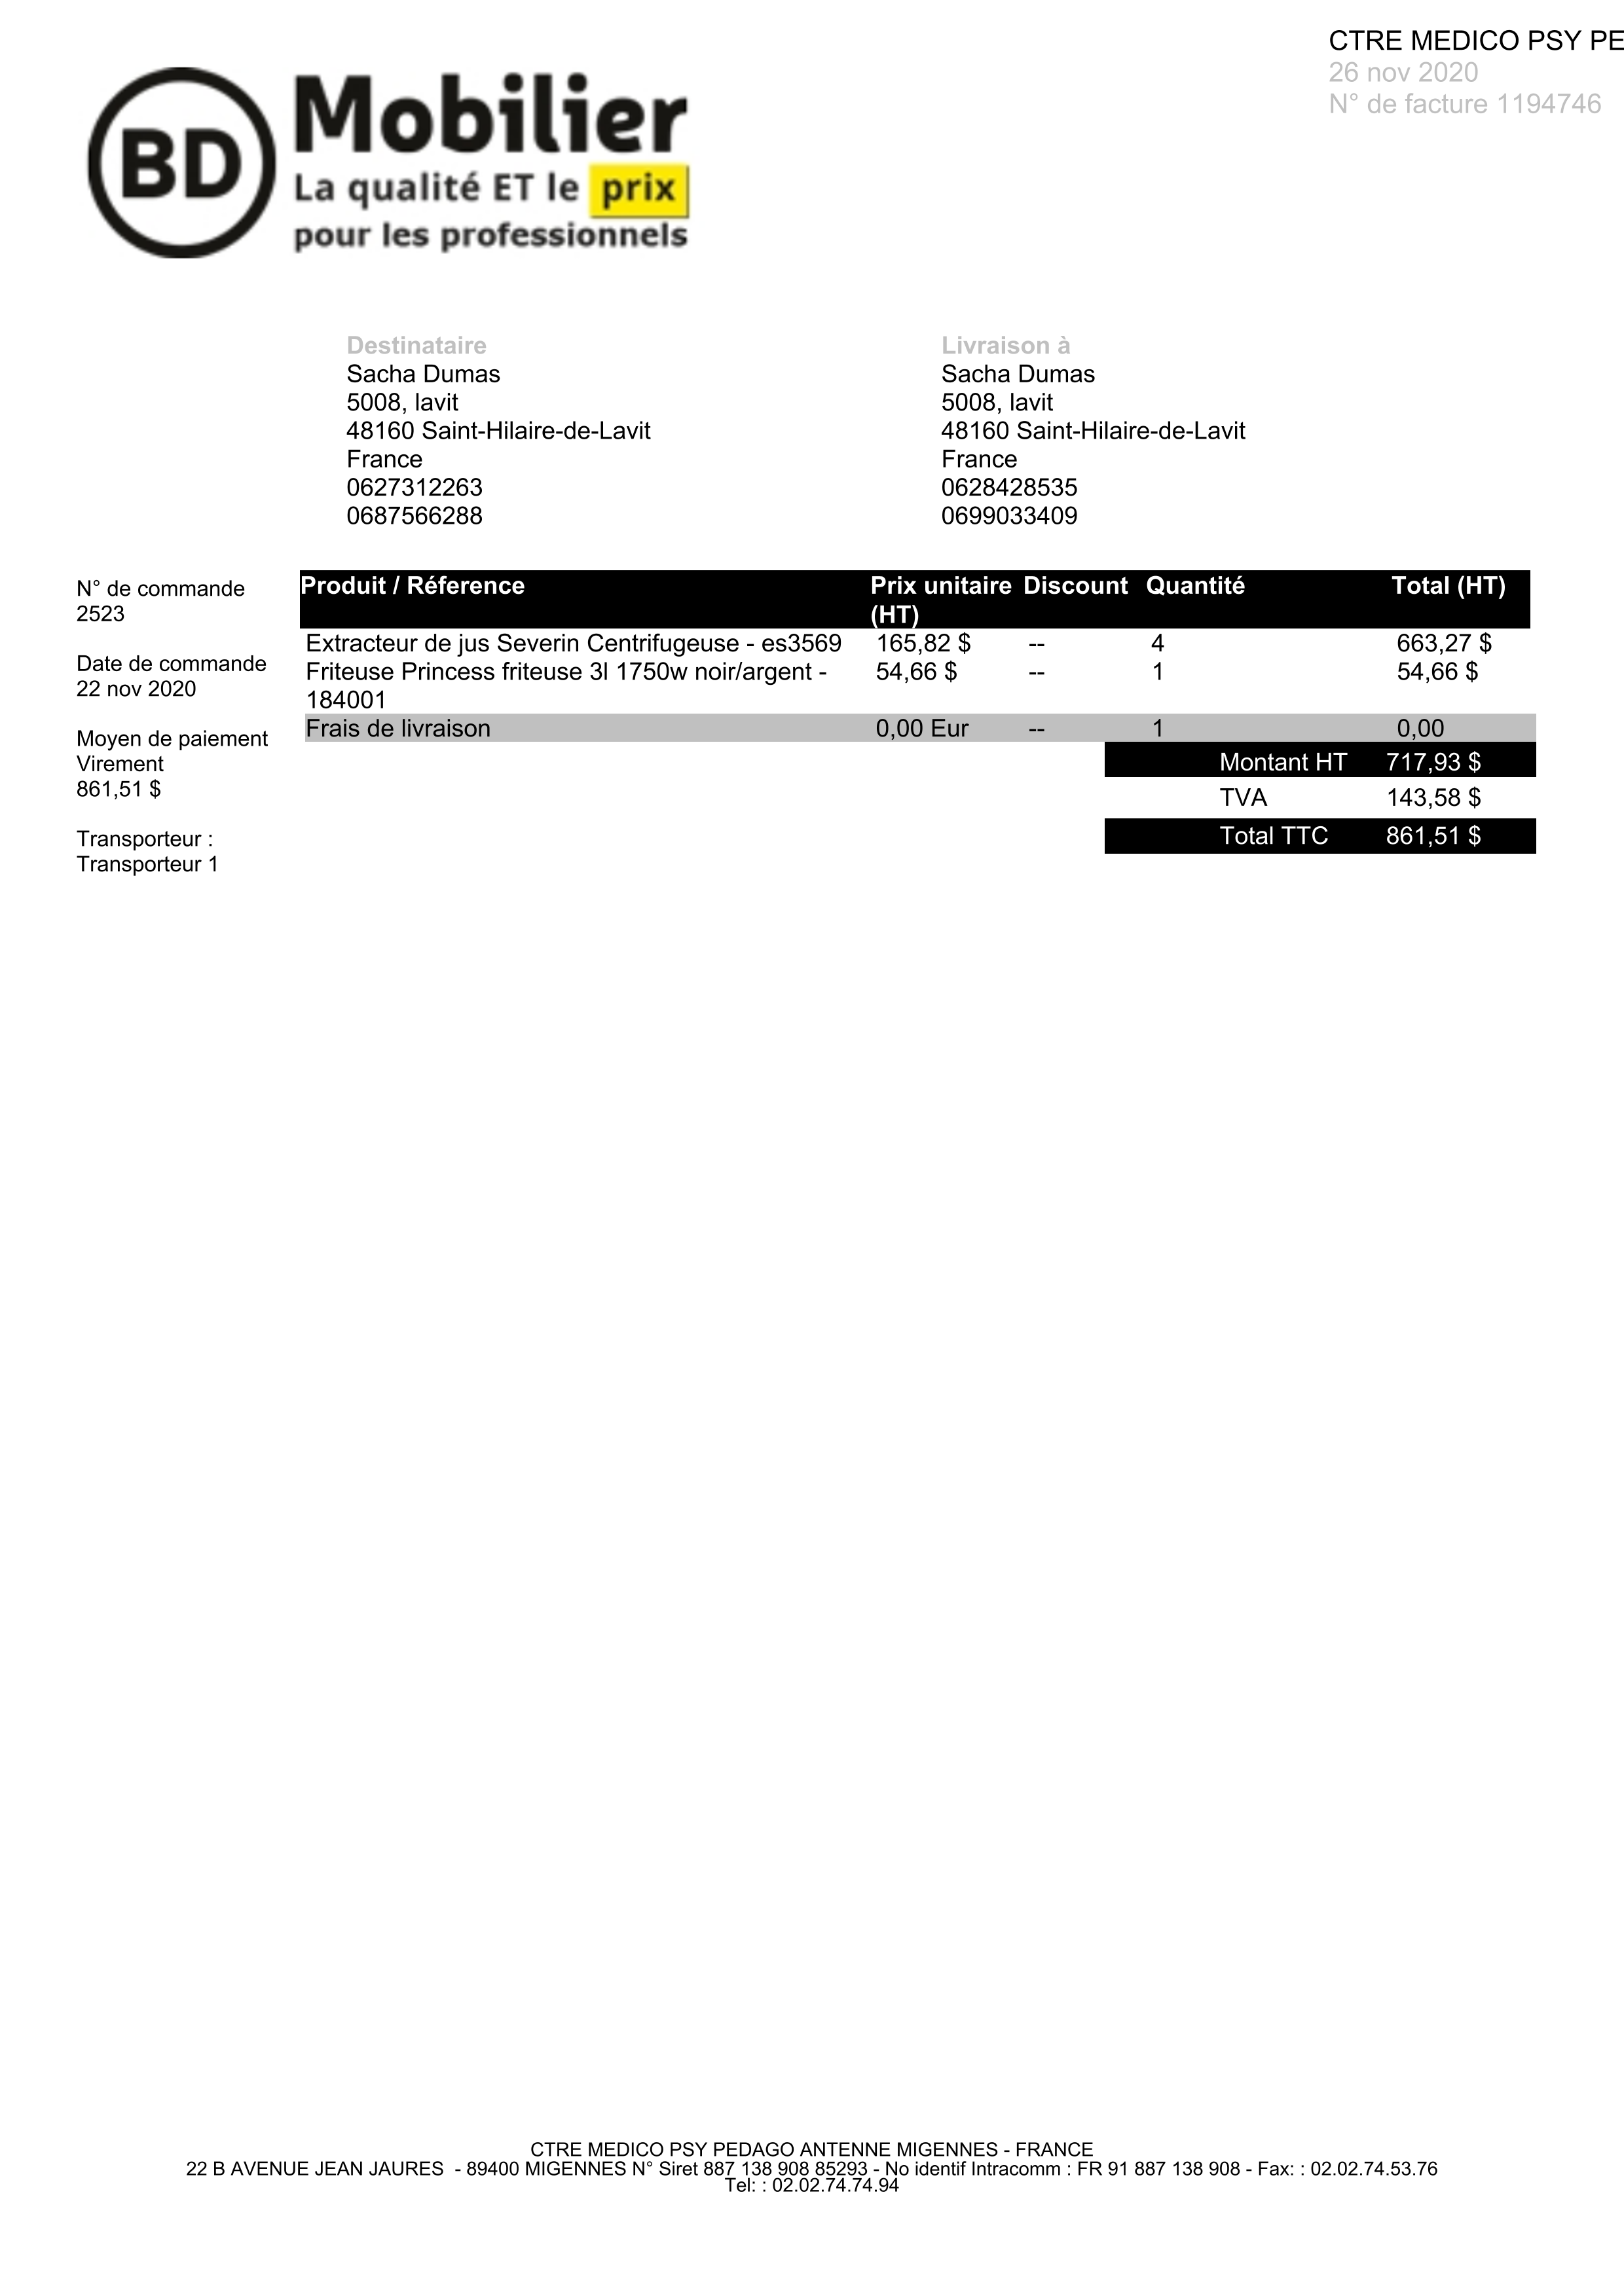 CTRE MEDICO PSY PE
26 nov 2020
N° de facture 1194746
BD
Mobilier
La qualité ET le prix
pour les professionnels
Destinataire
Sacha Dumas
5008, lavit
48160 Saint-Hilaire-de-Lavit
France
0627312263
0687566288
Livraison à
Sacha Dumas
5008, lavit
48160 Saint-Hilaire-de-Lavit
France
0628428535
0699033409
N° de commande
2523
Date de commande
22 nov 2020
Moyen de paiement
Virement
861,51 $
Transporteur :
Transporteur 1
Produit / Réference Prix unitaire (HT) Discount Quantité Total (HT)
Extracteur de jus Severin Centrifugeuse - es3569 165,82 $ -- 4 663,27 $
Friteuse Princess friteuse 3l 1750w noir/argent - 54,66 $ -- 1 54,66 $
184001
Frais de livraison 0,00 Eur -- 1 0,00
Montant HT 717,93 $
TVA 143,58 $
Total TTC 861,51 $
CTRE MEDICO PSY PEDAGO ANTENNE MIGENNES - FRANCE
22 B AVENUE JEAN JAURES - 89400 MIGENNES N° Siret 887 138 908 85293 - No identif Intracomm : FR 91 887 138 908 - Fax: : 02.02.74.53.76
Tel: : 02.02.74.74.94